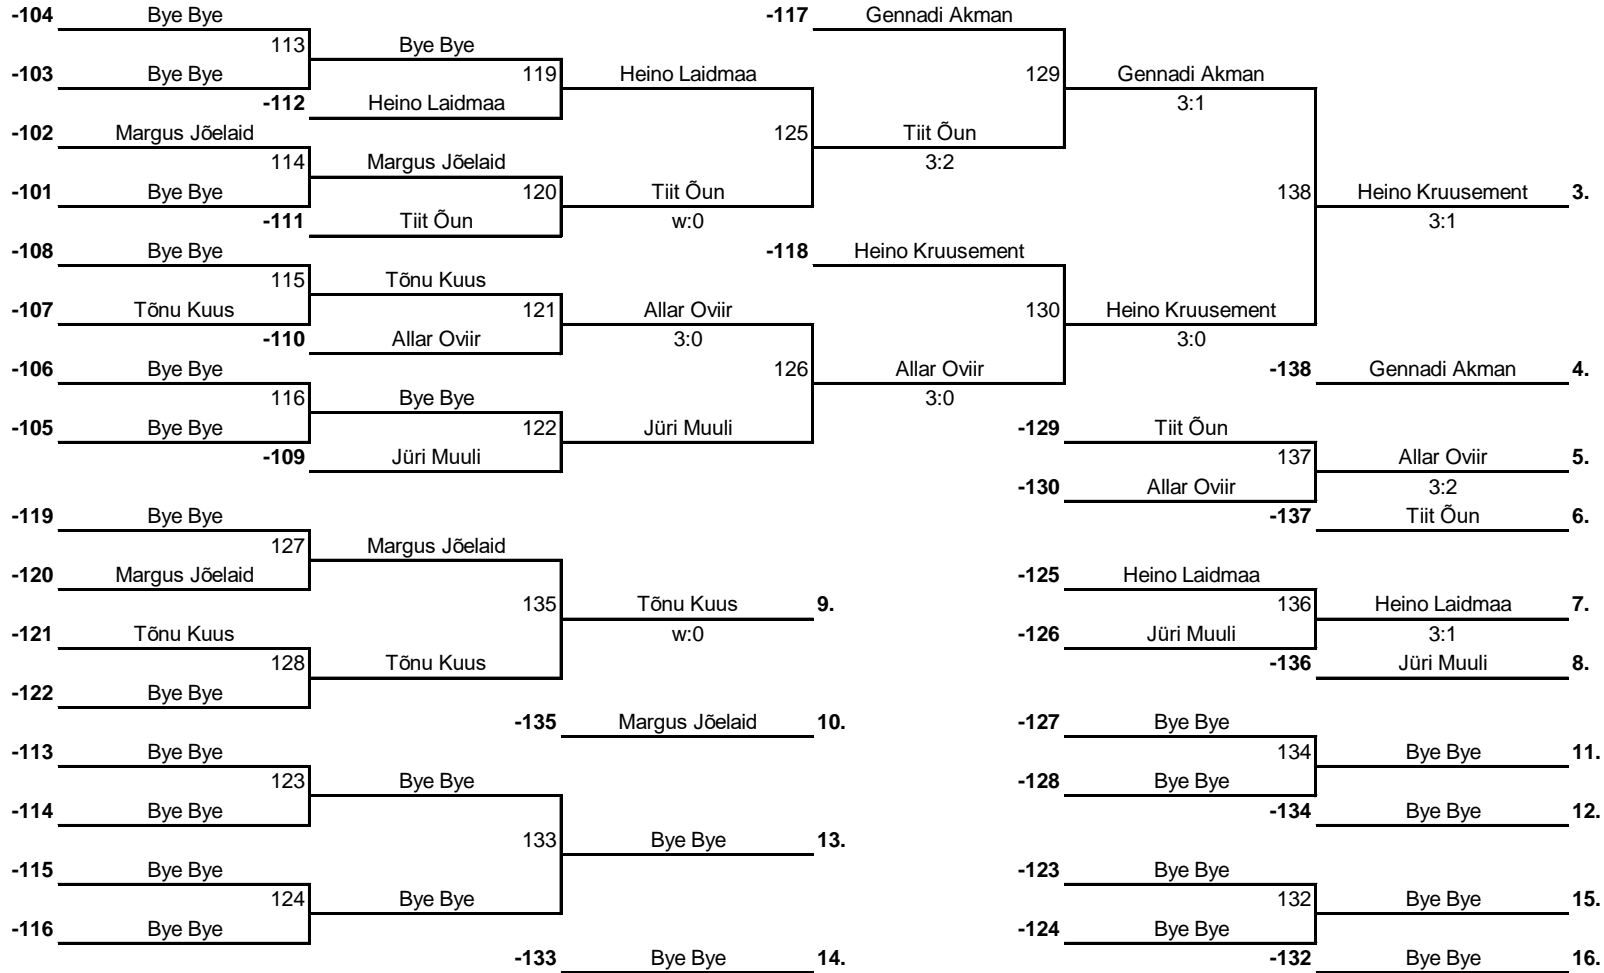 -104 Bye Bye -117 Gennadi Akman
113 Bye Bye
-103 Bye Bye 119 Heino Laidmaa 129 Gennadi Akman
-112 Heino Laidmaa 3:1
-102 Margus Jõelaid 125 Tiit Õun
114 Margus Jõelaid 3:2
-101 Bye Bye 120 Tiit Õun 138 Heino Kruusement 3.
-111 Tiit Õun w:0 3:1
-108 Bye Bye -118 Heino Kruusement
115 Tõnu Kuus
-107 Tõnu Kuus 121 Allar Oviir 130 Heino Kruusement
-110 Allar Oviir 3:0 3:0
-106 Bye Bye 126 Allar Oviir -138 Gennadi Akman 4.
116 Bye Bye 3:0
-105 Bye Bye 122 Jüri Muuli -129 Tiit Õun
-109 Jüri Muuli 137 Allar Oviir 5.
-130 Allar Oviir 3:2
-119 Bye Bye -137 Tiit Õun 6.
127 Margus Jõelaid
-120 Margus Jõelaid -125 Heino Laidmaa
135 Tõnu Kuus 9. 136 Heino Laidmaa 7.
-121 Tõnu Kuus w:0 -126 Jüri Muuli 3:1
128 Tõnu Kuus -136 Jüri Muuli 8.
-122 Bye Bye
-135 Margus Jõelaid 10. -127 Bye Bye
-113 Bye Bye 134 Bye Bye 11.
123 Bye Bye -128 Bye Bye
-114 Bye Bye -134 Bye Bye 12.
133 Bye Bye 13.
-115 Bye Bye -123 Bye Bye
124 Bye Bye 132 Bye Bye 15.
-116 Bye Bye -124 Bye Bye
-133 Bye Bye 14. -132 Bye Bye 16.